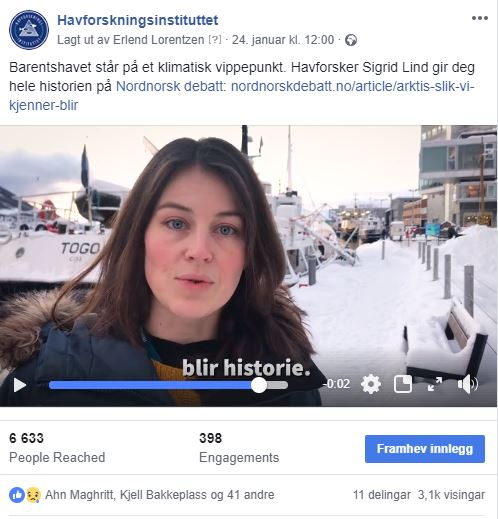 Havforskningsinstituttet
Lagt ut av Erlend Lorentzen [?] · 24. januar kl. 12:00 ·
Barentshavet står på et klimatisk vippepunkt. Havforsker Sigrid Lind gir deg
hele historien på Nordnorsk debatt: nordnorskdebatt.no/article/arktis-slik-vi-
kjenner-blir
TOGO
blir historie.
-0:02
6 633
People Reached
398
Engagements
Framhev innlegg
Ahn Maghritt, Kjell Bakkeplass og 41 andre
11 delinger 3,1k visingar